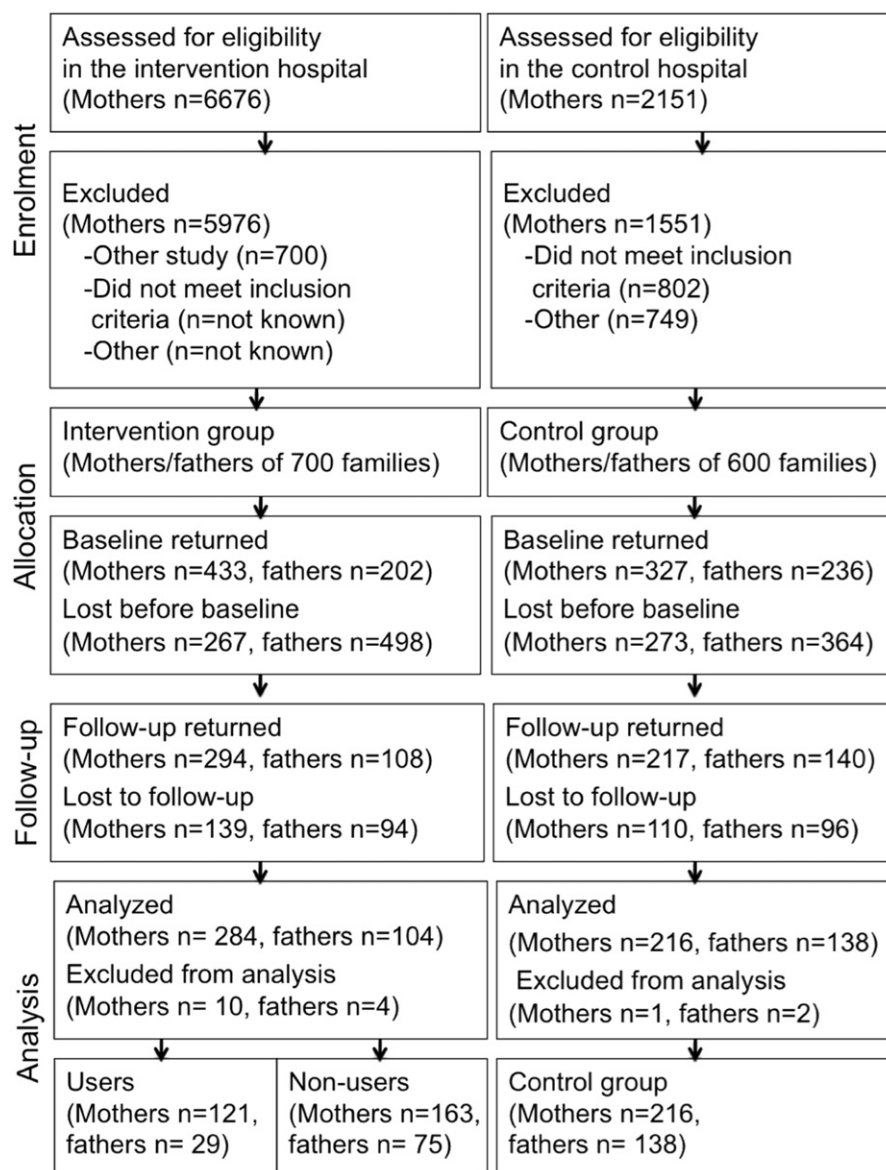 Enrolment
Assessed for eligibility
in the intervention hospital
(Mothers n=6676)
Assessed for eligibility
in the control hospital
(Mothers n=2151)
Excluded
(Mothers n=5976)
-Other study (n=700)
-Did not meet inclusion
criteria (n=not known)
-Other (n=not known)
Excluded
(Mothers n=1551)
-Did not meet inclusion
criteria (n=802)
-Other (n=749)
Allocation
Intervention group
(Mothers/fathers of 700 families)
Control group
(Mothers/fathers of 600 families)
Baseline returned
(Mothers n=433, fathers n=202)
Lost before baseline
(Mothers n=267, fathers n=498)
Baseline returned
(Mothers n=327, fathers n=236)
Lost before baseline
(Mothers n=273, fathers n=364)
Follow-up
Follow-up returned
(Mothers n=294, fathers n=108)
Lost to follow-up
(Mothers n=139, fathers n=94)
Follow-up returned
(Mothers n=217, fathers n=140)
Lost to follow-up
(Mothers n=110, fathers n=96)
Analysis
Analyzed
(Mothers n= 284, fathers n=104)
Excluded from analysis
(Mothers n= 10, fathers n=4)
Analyzed
(Mothers n=216, fathers n=138)
Excluded from analysis
(Mothers n=1, fathers n=2)
Users
(Mothers n=121,
fathers n= 29)
Non-users
(Mothers n=163,
fathers n= 75)
Control group
(Mothers n=216,
fathers n= 138)